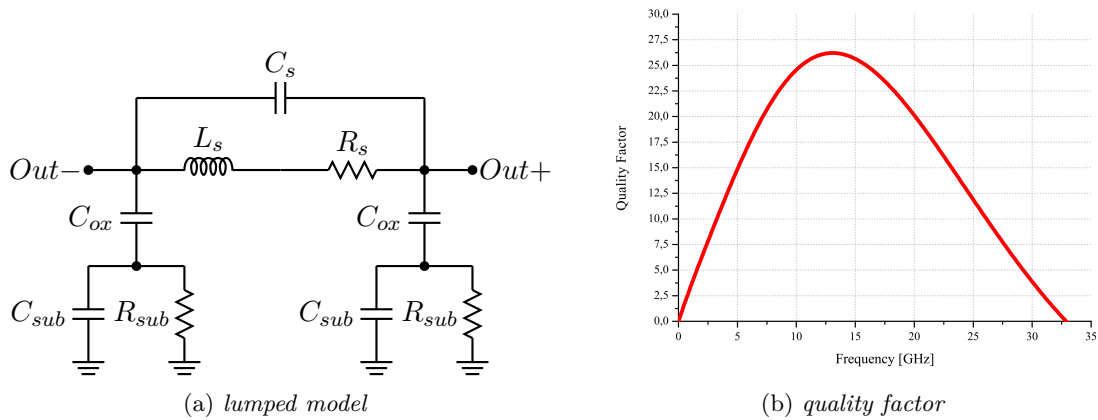 C_s
L_s
R_s
Out−
Out+
C_ox
C_ox
C_sub
R_sub
C_sub
R_sub
(a) lumped model
30,0
27,5
25,0
22,5
20,0
17,5
15,0
12,5
10,0
7,5
5,0
2,5
0,0
Quality Factor
0 5 10 15 20 25 30 35
Frequency [GHz]
(b) quality factor